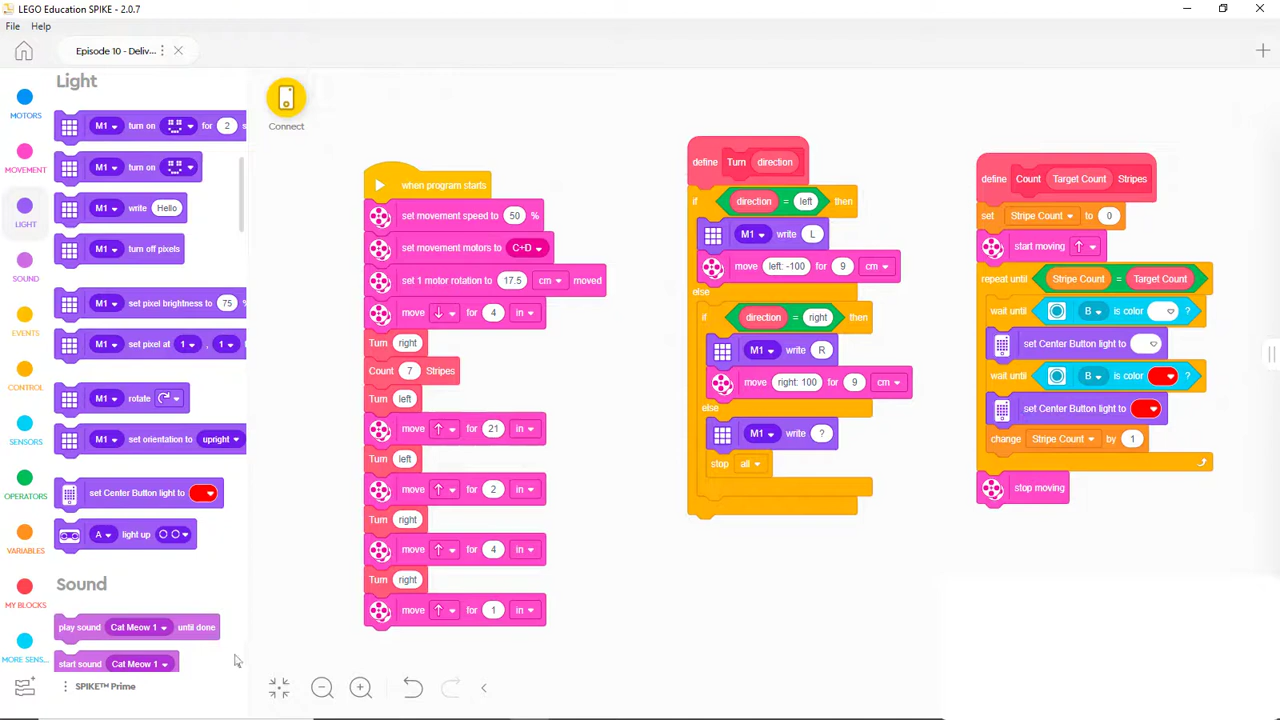 LEGO Education SPIKE - 2.0.7
File Help
Episode 10 - Deliv...
MOTORS
MOVEMENT
LIGHT
SOUND
EVENTS
CONTROL
SENSORS
OPERATORS
VARIABLES
MY BLOCKS
MORE SENS...
Light
M1 turn on for 2 s
M1 turn on
M1 write Hello
M1 turn off pixels
M1 set pixel brightness to 75 %
M1 set pixel at 1 , 1
M1 rotate
M1 set orientation to upright
set Center Button light to
A light up
Sound
play sound Cat Meow 1 until done
start sound Cat Meow 1
SPIKE™ Prime
Connect
when program starts
set movement speed to 50 %
set movement motors to C+D
set 1 motor rotation to 17.5 cm moved
move ↓ for 4 in
Turn right
Count 7 Stripes
Turn left
move ↑ for 21 in
Turn left
move ↑ for 2 in
Turn right
move ↑ for 4 in
Turn right
move ↑ for 1 in
define Turn direction
if direction = left then
M1 write L
move left: -100 for 9 cm
else
if direction = right then
M1 write R
move right: 100 for 9 cm
else
M1 write ?
stop all
define Count Target Count Stripes
set Stripe Count to 0
start moving ↑
repeat until Stripe Count = Target Count
wait until B is color ?
set Center Button light to
wait until B is color ?
set Center Button light to
change Stripe Count by 1
stop moving